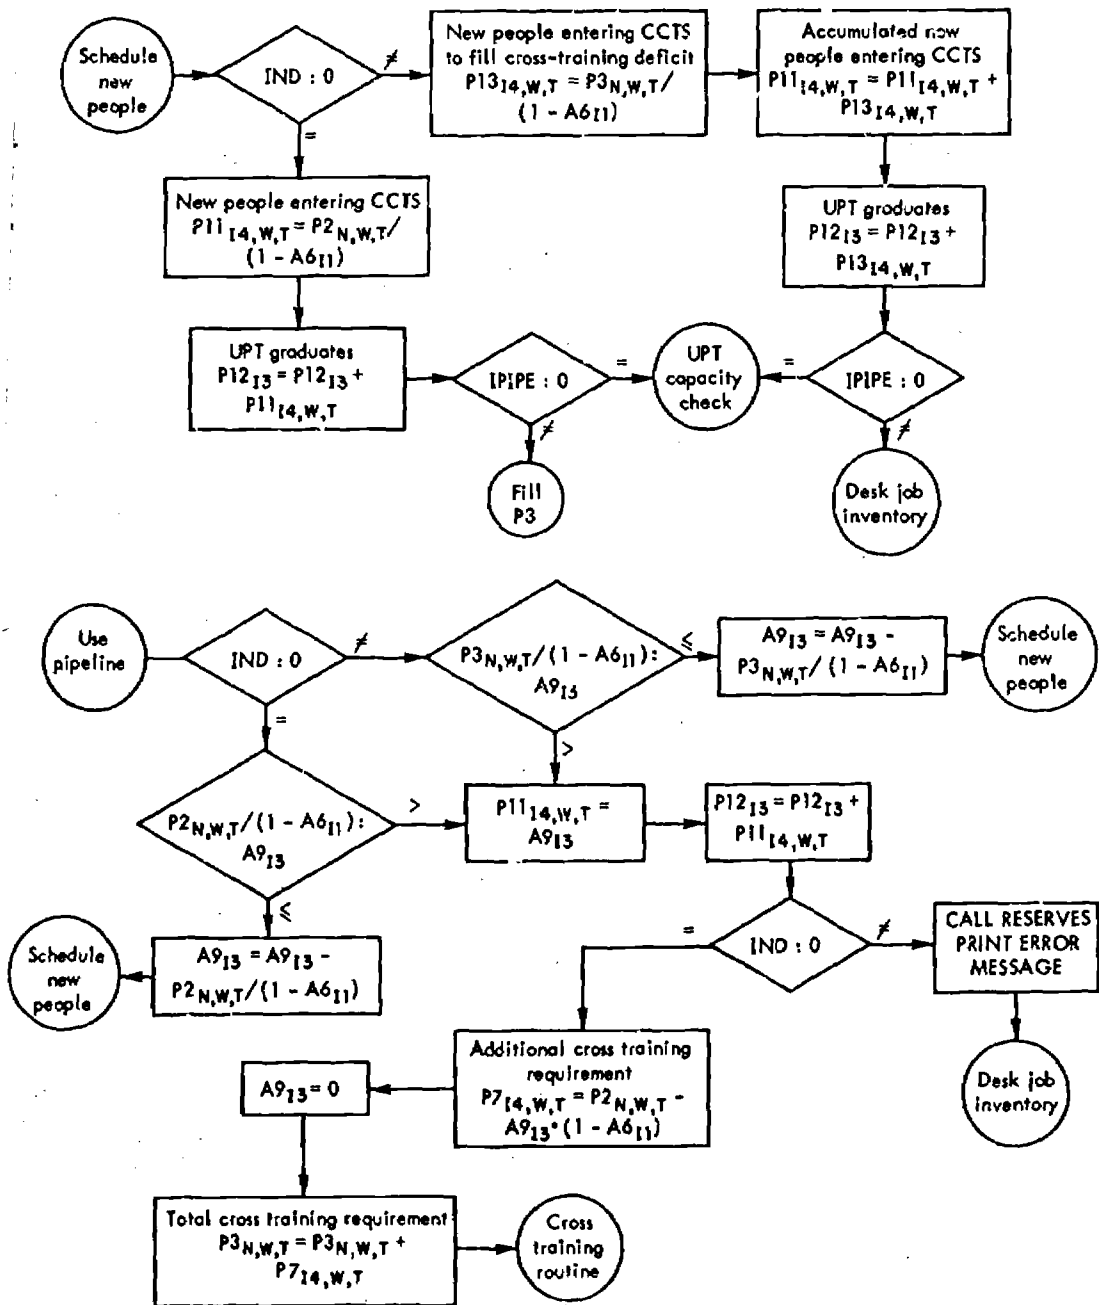 Schedule
new
people
IND : 0
≠
=
New people entering CCTS
to fill cross-training deficit
P13I4,W,T = P3N,W,T/
(1 - A6I1)
Accumulated now
people entering CCTS
P11I4,W,T = P11I4,W,T +
P13I4,W,T
New people entering CCTS
P11I4,W,T = P2N,W,T/
(1 - A6I1)
UPT graduates
P12I3 = P12I3 +
P13I4,W,T
UPT graduates
P12I3 = P12I3 +
P11I4,W,T
IPIPE : 0
=
≠
UPT
capacity
check
=
IPIPE : 0
≠
Fill
P3
Desk job
inventory
Use
pipeline
IND : 0
≠
=
P3N,W,T/(1 - A6I1):
A9I3
≤
>
A9I3 = A9I3 -
P3N,W,T/(1 - A6I1)
Schedule
new
people
P2N,W,T/(1 - A6I1):
A9I3
>
≤
P11I4,W,T =
A9I3
P12I3 = P12I3 +
P11I4,W,T
Schedule
new
people
A9I3 = A9I3 -
P2N,W,T/(1 - A6I1)
=
IND : 0
≠
CALL RESERVES
PRINT ERROR
MESSAGE
A9I3 = 0
Additional cross training
requirement
P7I4,W,T = P2N,W,T -
A9I3·(1 - A6I1)
Desk job
inventory
Total cross training requirement
P3N,W,T = P3N,W,T +
P7I4,W,T
Cross
training
routine